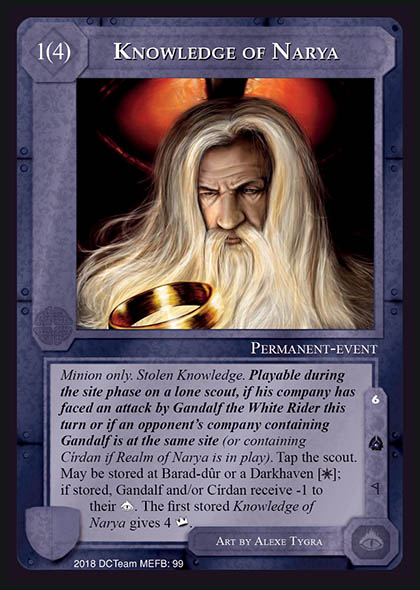 1(4)
Knowledge of Narya
Permanent-event
Minion only. Stolen Knowledge. Playable during
the site phase on a lone scout, if his company has
faced an attack by Gandalf the White Rider this
turn or if an opponent's company containing
Gandalf is at the same site (or containing
Círdan if Realm of Narya is in play). Tap the scout.
May be stored at Barad-dûr or a Darkhaven [];
if stored, Gandalf and/or Círdan receive -1 to
their . The first stored Knowledge of
Narya gives 4 .
6
Art by Alexe Tygra
2018 DCTeam MEFB: 99